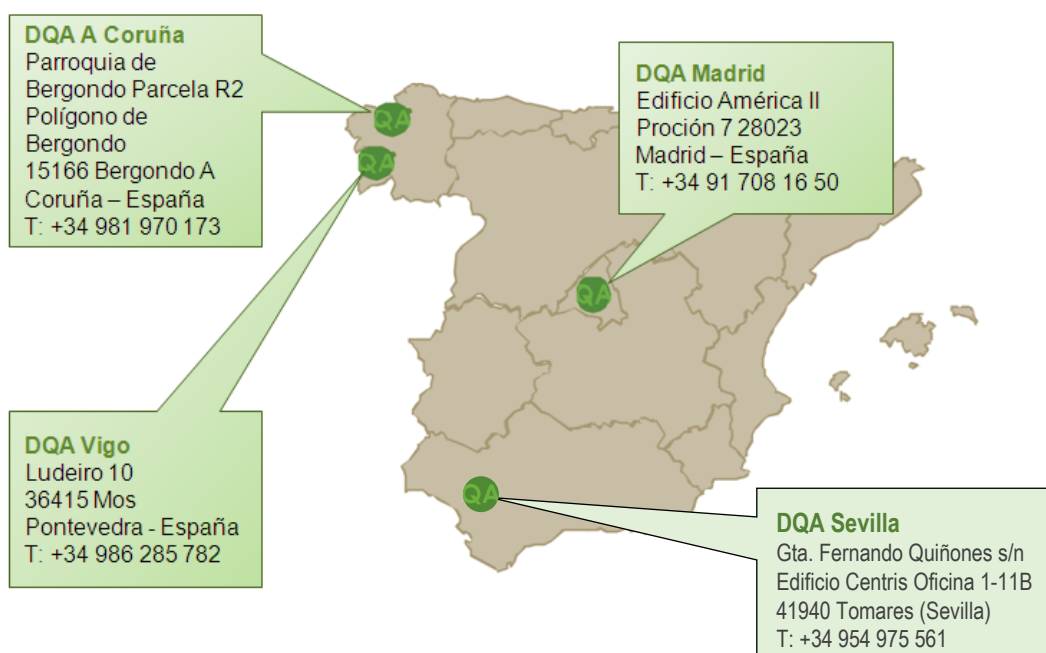 DQA A Coruña
Parroquia de
Bergondo Parcela R2
Polígono de
Bergondo
15166 Bergondo A
Coruña – España
T: +34 981 970 173
DQA Madrid
Edificio América II
Proción 7 28023
Madrid – España
T: +34 91 708 16 50
QA
QA
QA
DQA Vigo
Ludeiro 10
36415 Mos
Pontevedra - España
T: +34 986 285 782
QA
DQA Sevilla
Gta. Fernando Quiñones s/n
Edificio Centris Oficina 1-11B
41940 Tomares (Sevilla)
T: +34 954 975 561